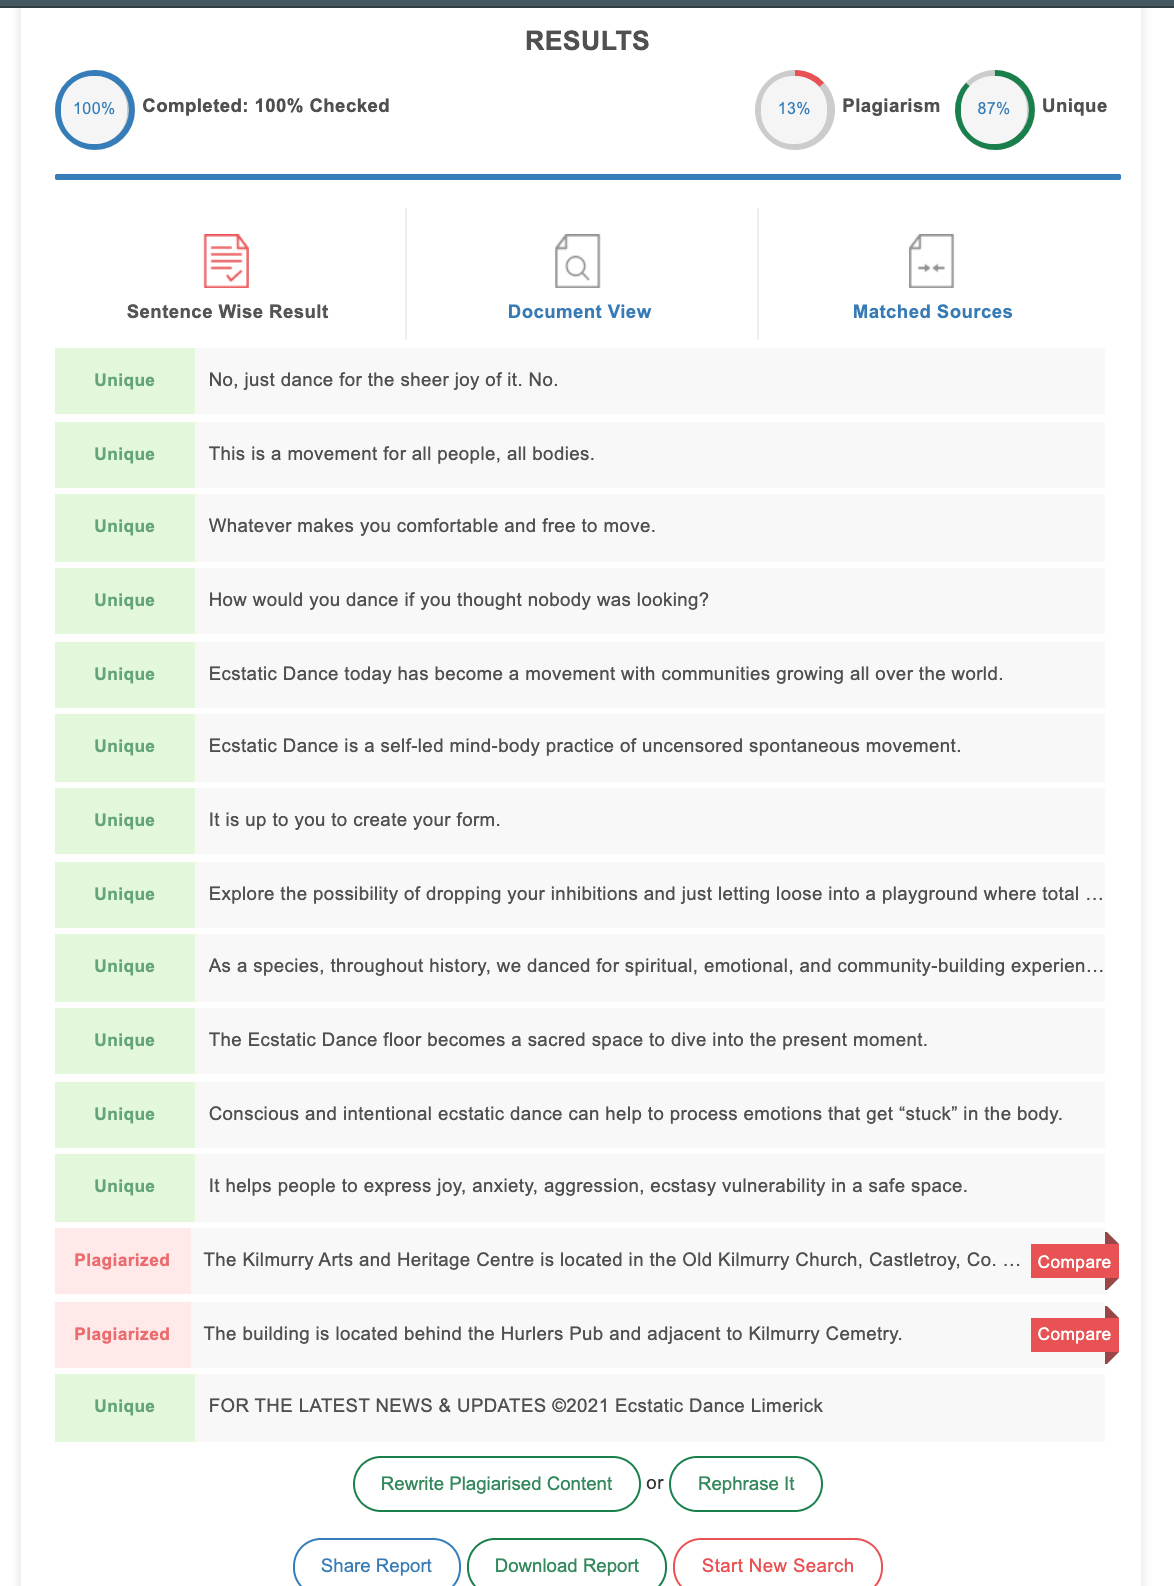 RESULTS
100% Completed: 100% Checked 13% Plagiarism 87% Unique
Sentence Wise Result Document View Matched Sources
Unique No, just dance for the sheer joy of it. No.
Unique This is a movement for all people, all bodies.
Unique Whatever makes you comfortable and free to move.
Unique How would you dance if you thought nobody was looking?
Unique Ecstatic Dance today has become a movement with communities growing all over the world.
Unique Ecstatic Dance is a self-led mind-body practice of uncensored spontaneous movement.
Unique It is up to you to create your form.
Unique Explore the possibility of dropping your inhibitions and just letting loose into a playground where total ...
Unique As a species, throughout history, we danced for spiritual, emotional, and community-building experien...
Unique The Ecstatic Dance floor becomes a sacred space to dive into the present moment.
Unique Conscious and intentional ecstatic dance can help to process emotions that get “stuck” in the body.
Unique It helps people to express joy, anxiety, aggression, ecstasy vulnerability in a safe space.
Plagiarized The Kilmurry Arts and Heritage Centre is located in the Old Kilmurry Church, Castletroy, Co. ... Compare
Plagiarized The building is located behind the Hurlers Pub and adjacent to Kilmurry Cemetry. Compare
Unique FOR THE LATEST NEWS & UPDATES ©2021 Ecstatic Dance Limerick
Rewrite Plagiarised Content or Rephrase It
Share Report Download Report Start New Search